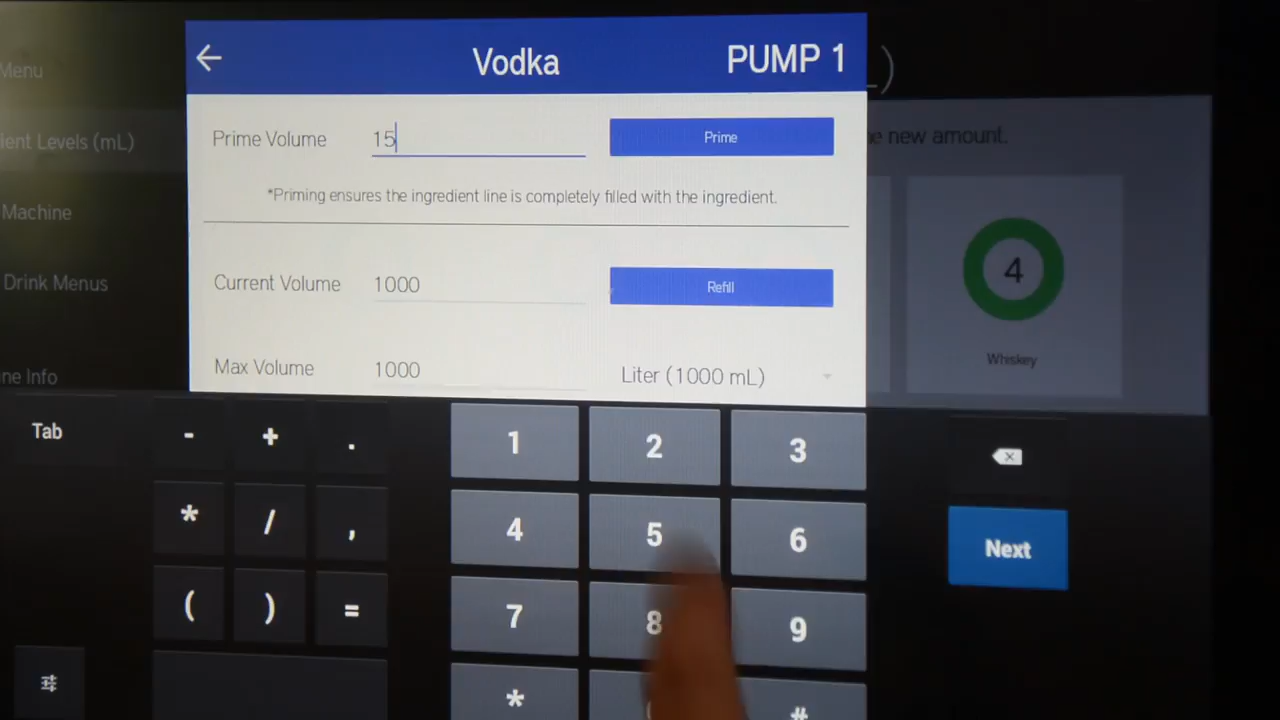 Menu
← Vodka PUMP 1
)
Prime Volume 15 Prime
e new amount.
ient Levels (mL)
*Priming ensures the ingredient line is completely filled with the ingredient.
Machine
Current Volume 1000 Refill
4
Drink Menus
Whiskey
Max Volume 1000 Liter (1000 mL)
ne Info
Tab - + . 1 2 3
* / , 4 5 6 Next
( ) = 7 8 9
* #